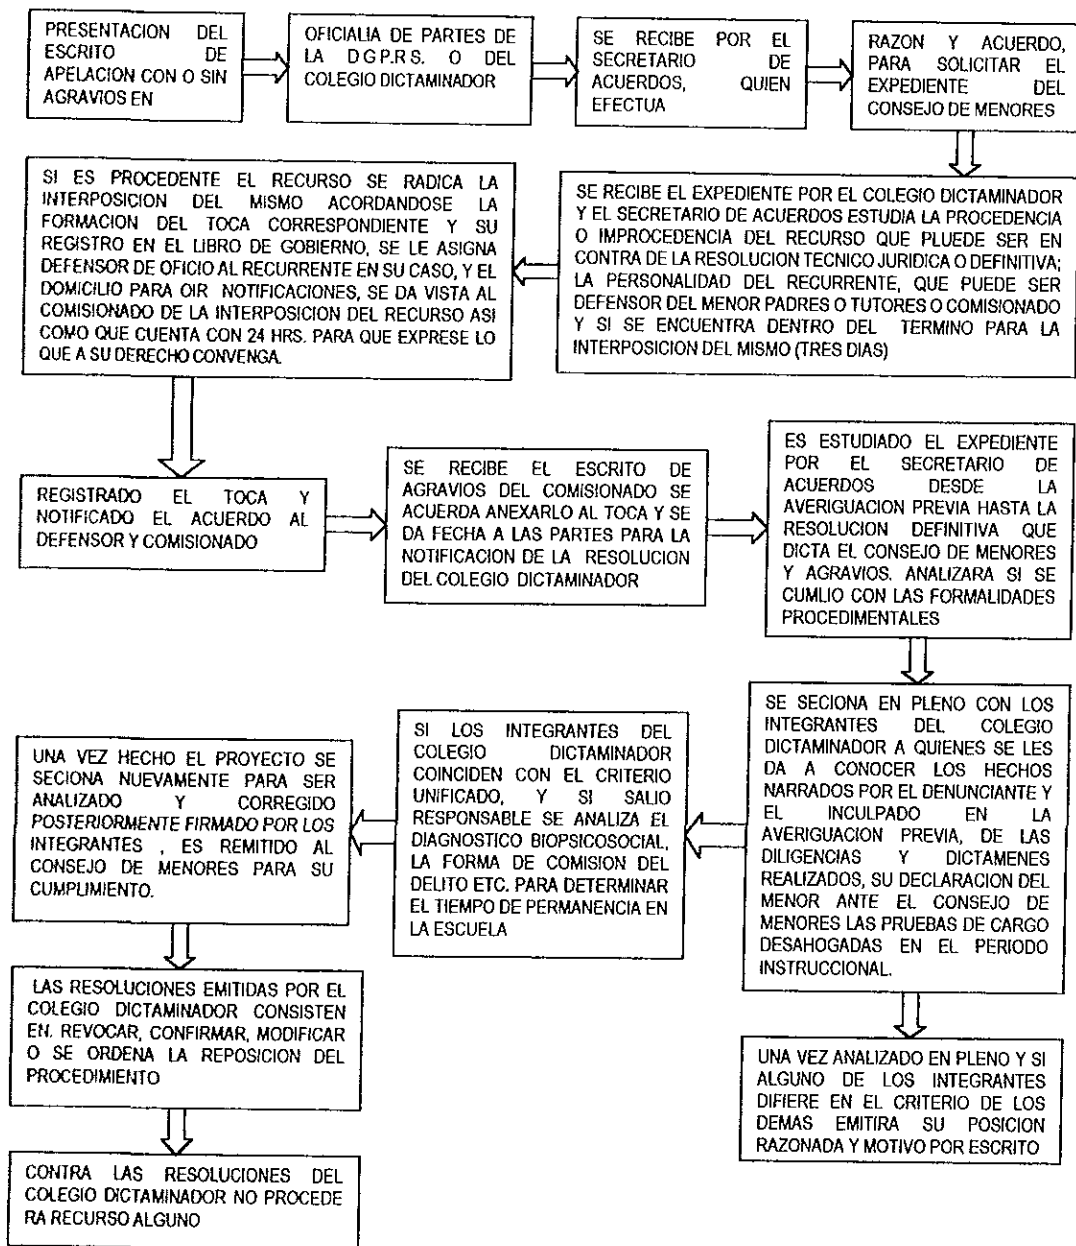 PRESENTACION DEL
ESCRITO DE
APELACION CON O SIN
AGRAVIOS EN
OFICIALIA DE PARTES DE
LA D G P.R S. O DEL
COLEGIO DICTAMINADOR
SE RECIBE POR EL
SECRETARIO DE
ACUERDOS, QUIEN
EFECTUA
RAZON Y ACUERDO,
PARA SOLICITAR EL
EXPEDIENTE DEL
CONSEJO DE MENORES
SE RECIBE EL EXPEDIENTE POR EL COLEGIO DICTAMINADOR
Y EL SECRETARIO DE ACUERDOS ESTUDIA LA PROCEDENCIA
O IMPROCEDENCIA DEL RECURSO QUE PLUEDE SER EN
CONTRA DE LA RESOLUCION TECNICO JURIDICA O DEFINITIVA;
LA PERSONALIDAD DEL RECURRENTE, QUE PUEDE SER
DEFENSOR DEL MENOR PADRES O TUTORES O COMISIONADO
Y SI SE ENCUENTRA DENTRO DEL TERMINO PARA LA
INTERPOSICION DEL MISMO (TRES DIAS)
SI ES PROCEDENTE EL RECURSO SE RADICA LA
INTERPOSICION DEL MISMO ACORDANDOSE LA
FORMACION DEL TOCA CORRESPONDIENTE Y SU
REGISTRO EN EL LIBRO DE GOBIERNO, SE LE ASIGNA
DEFENSOR DE OFICIO AL RECURRENTE EN SU CASO, Y EL
DOMICILIO PARA OIR NOTIFICACIONES, SE DA VISTA AL
COMISIONADO DE LA INTERPOSICION DEL RECURSO ASI
COMO QUE CUENTA CON 24 HRS. PARA QUE EXPRESE LO
QUE A SU DERECHO CONVENGA.
REGISTRADO EL TOCA Y
NOTIFICADO EL ACUERDO AL
DEFENSOR Y COMISIONADO
SE RECIBE EL ESCRITO DE
AGRAVIOS DEL COMISIONADO SE
ACUERDA ANEXARLO AL TOCA Y SE
DA FECHA A LAS PARTES PARA LA
NOTIFICACION DE LA RESOLUCION
DEL COLEGIO DICTAMINADOR
ES ESTUDIADO EL EXPEDIENTE
POR EL SECRETARIO DE
ACUERDOS DESDE LA
AVERIGUACION PREVIA HASTA LA
RESOLUCION DEFINITIVA QUE
DICTA EL CONSEJO DE MENORES
Y AGRAVIOS. ANALIZARA SI SE
CUMLIO CON LAS FORMALIDADES
PROCEDIMENTALES
SE SECIONA EN PLENO CON LOS
INTEGRANTES DEL COLEGIO
DICTAMINADOR A QUIENES SE LES
DA A CONOCER LOS HECHOS
NARRADOS POR EL DENUNCIANTE Y
EL INCULPADO EN LA
AVERIGUACION PREVIA, DE LAS
DILIGENCIAS Y DICTAMENES
REALIZADOS, SU DECLARACION DEL
MENOR ANTE EL CONSEJO DE
MENORES LAS PRUEBAS DE CARGO
DESAHOGADAS EN EL PERIODO
INSTRUCCIONAL.
SI LOS INTEGRANTES DEL
COLEGIO DICTAMINADOR
COINCIDEN CON EL CRITERIO
UNIFICADO, Y SI SALIO
RESPONSABLE SE ANALIZA EL
DIAGNOSTICO BIOPSICOSOCIAL,
LA FORMA DE COMISION DEL
DELITO ETC. PARA DETERMINAR
EL TIEMPO DE PERMANENCIA EN
LA ESCUELA
UNA VEZ HECHO EL PROYECTO SE
SECIONA NUEVAMENTE PARA SER
ANALIZADO Y CORREGIDO
POSTERIORMENTE FIRMADO POR LOS
INTEGRANTES , ES REMITIDO AL
CONSEJO DE MENORES PARA SU
CUMPLIMIENTO.
LAS RESOLUCIONES EMITIDAS POR EL
COLEGIO DICTAMINADOR CONSISTEN
EN. REVOCAR, CONFIRMAR, MODIFICAR
O SE ORDENA LA REPOSICION DEL
PROCEDIMIENTO
UNA VEZ ANALIZADO EN PLENO Y SI
ALGUNO DE LOS INTEGRANTES
DIFIERE EN EL CRITERIO DE LOS
DEMAS EMITIRA SU POSICION
RAZONADA Y MOTIVO POR ESCRITO
CONTRA LAS RESOLUCIONES DEL
COLEGIO DICTAMINADOR NO PROCEDE
RA RECURSO ALGUNO